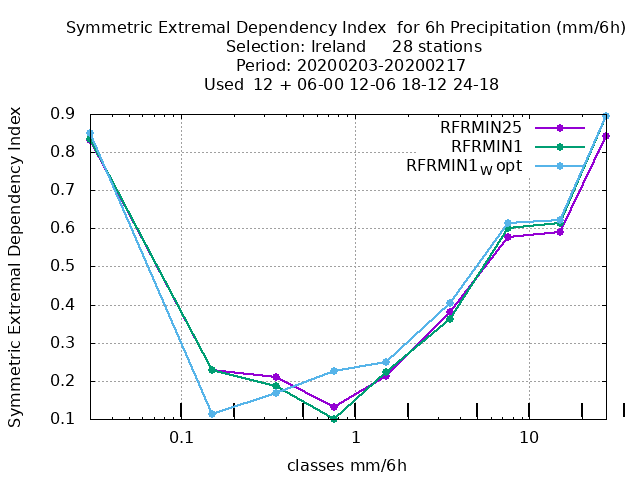 Symmetric Extremal Dependency Index  for 6h Precipitation (mm/6h)
Selection: Ireland     28 stations
Period: 20200203-20200217
Used  12 + 06-00 12-06 18-12 24-18
Symmetric Extremal Dependency Index
0.9
0.8
0.7
0.6
0.5
0.4
0.3
0.2
0.1
RFRMIN25
RFRMIN1
RFRMIN1W opt
0.1
1
10
classes mm/6h